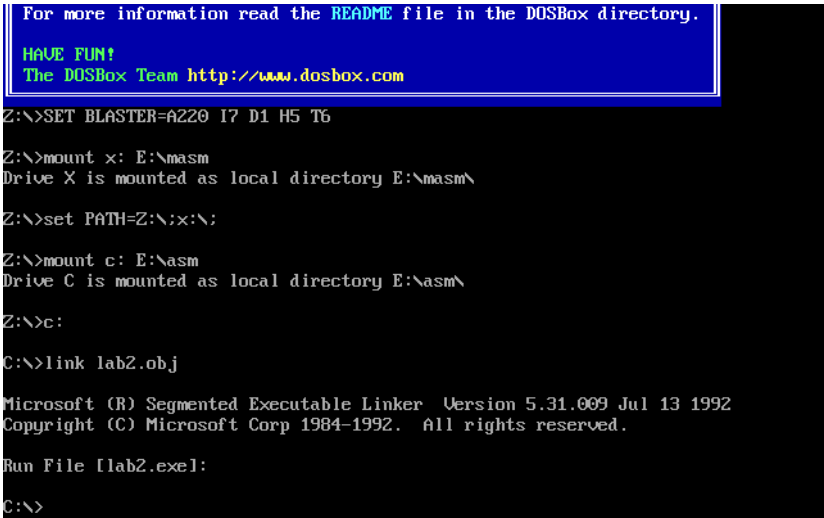 For more information read the README file in the DOSBox directory.
HAVE FUN!
The DOSBox Team http://www.dosbox.com
Z:\>SET BLASTER=A220 I7 D1 H5 T6
Z:\>mount x: E:\masm
Drive X is mounted as local directory E:\masm\
Z:\>set PATH=Z:\;x:\;
Z:\>mount c: E:\asm
Drive C is mounted as local directory E:\asm\
Z:\>c:
C:\>link lab2.obj
Microsoft (R) Segmented Executable Linker  Version 5.31.009 Jul 13 1992
Copyright (C) Microsoft Corp 1984-1992.  All rights reserved.
Run File [lab2.exe]:
C:\>